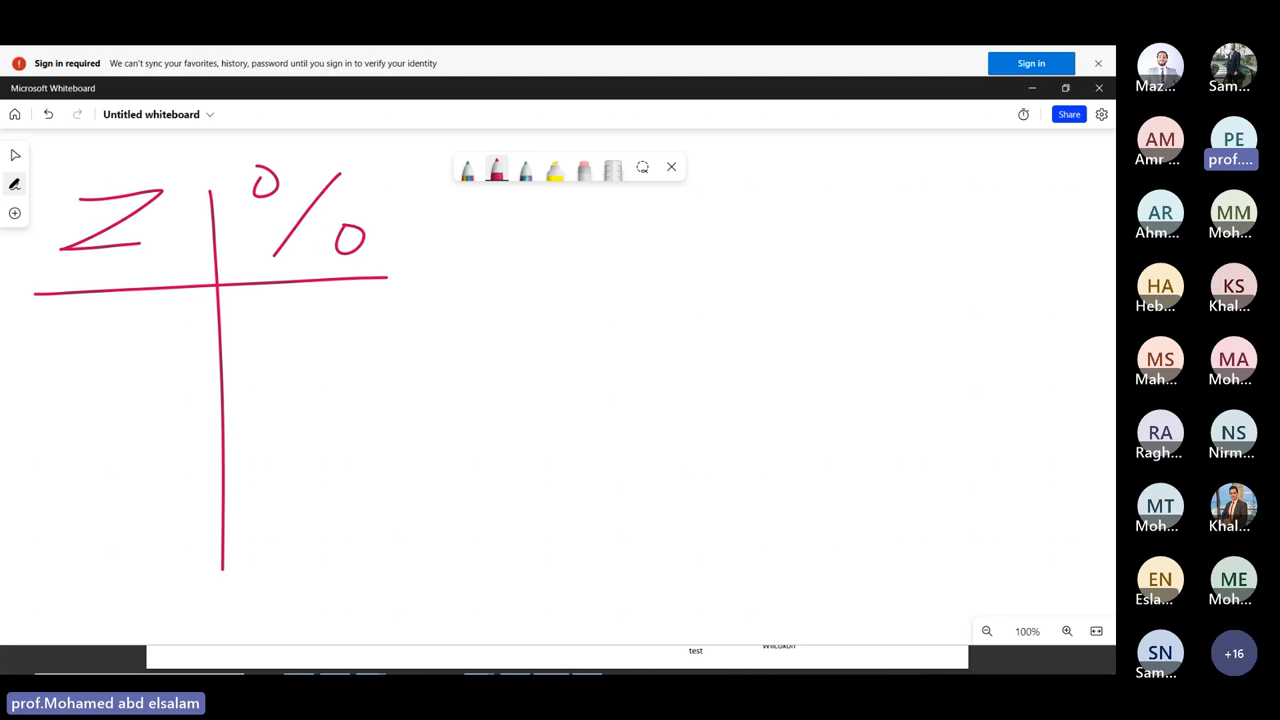 Sign in required We can't sync your favorites, history, password until you sign in to verify your identity Sign in
Microsoft Whiteboard
Untitled whiteboard Share
Z %
100%
test Wilcoxon
prof.Mohamed abd elsalam
Maz... Sam...
AM PE
Amr ... prof....
AR MM
Ahm... Moh...
HA KS
Heb... Khal...
MS MA
Mah... Moh...
RA NS
Ragh... Nirm...
MT
Moh... Khal...
EN ME
Esla... Moh...
SN +16
Sam...